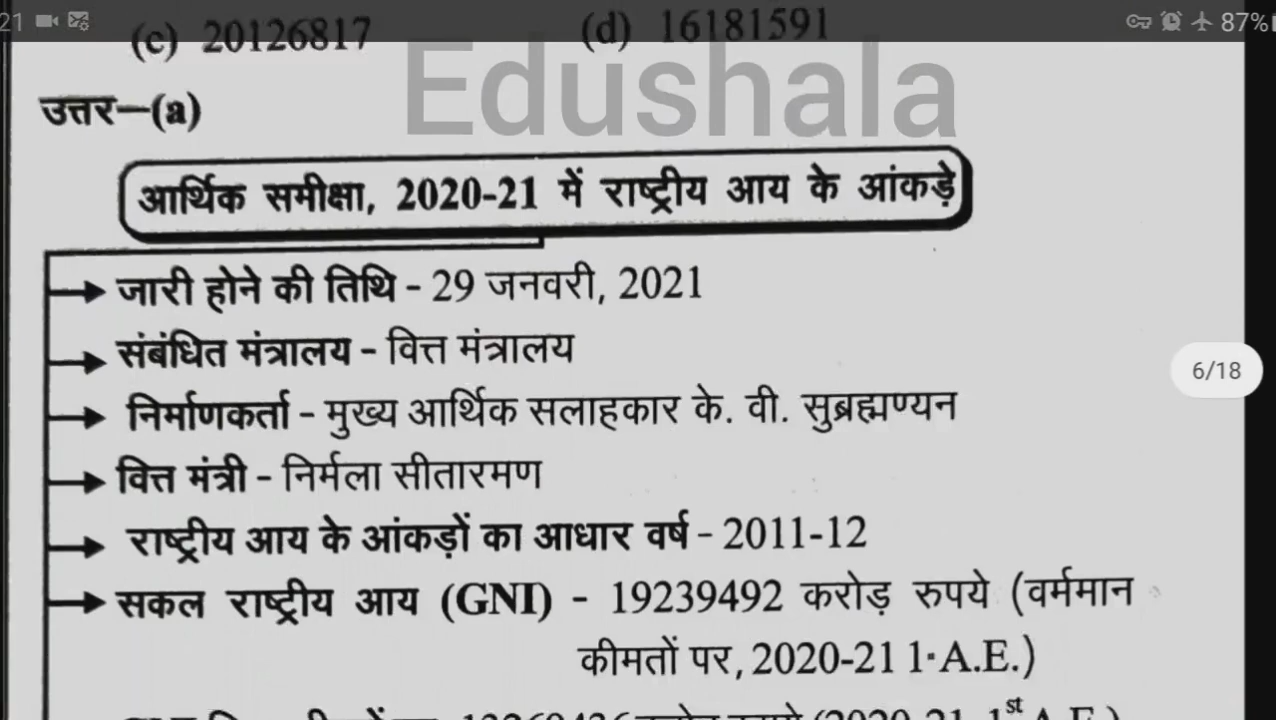 21 87%
(c) 20126817 (d) 16181591
Edushala
उत्तर—(a)
आर्थिक समीक्षा, 2020-21 में राष्ट्रीय आय के आंकड़े
जारी होने की तिथि - 29 जनवरी, 2021
संबंधित मंत्रालय - वित्त मंत्रालय
6/18
निर्माणकर्ता - मुख्य आर्थिक सलाहकार के. वी. सुब्रह्मण्यन
वित्त मंत्री - निर्मला सीतारमण
राष्ट्रीय आय के आंकड़ों का आधार वर्ष - 2011-12
सकल राष्ट्रीय आय (GNI) - 19239492 करोड़ रुपये (वर्ममान
कीमतों पर, 2020-21 1·A.E.)